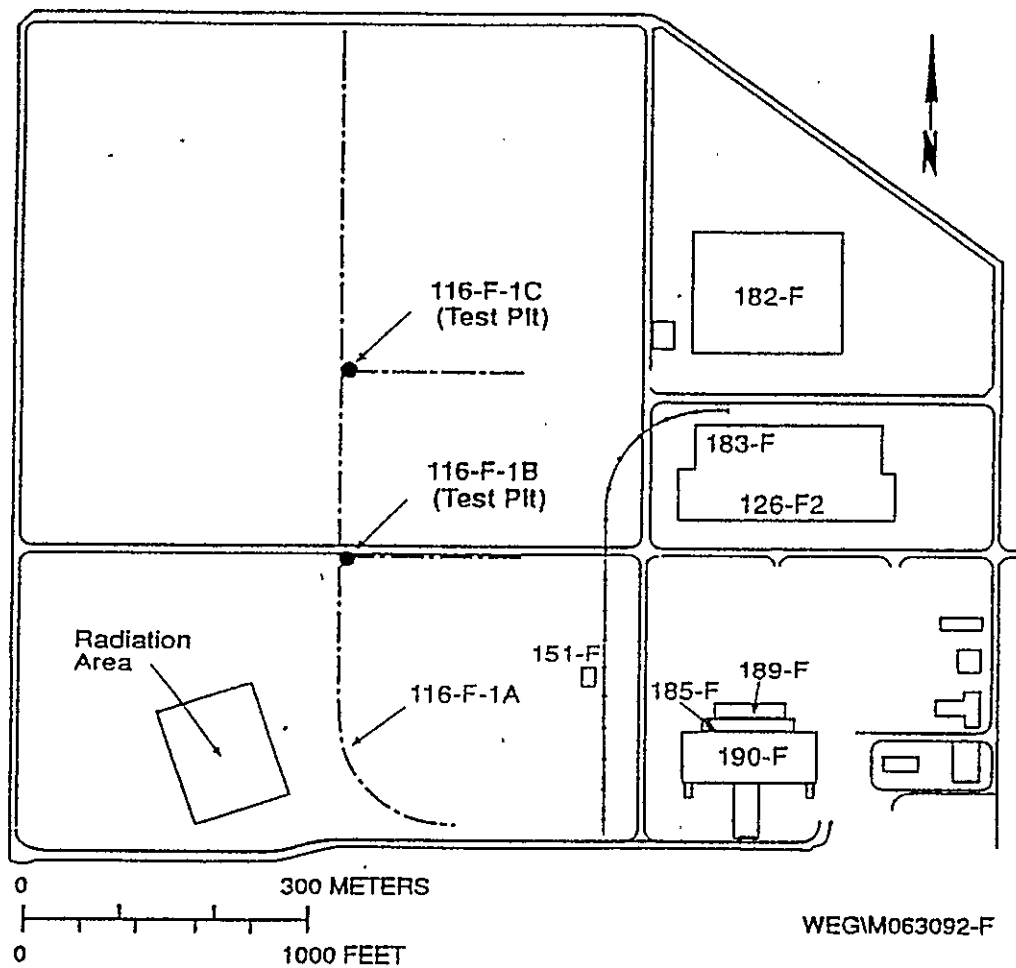 N
116-F-1C
(Test Pit)
182-F
183-F
116-F-1B
(Test Pit)
126-F2
Radiation
Area
151-F
189-F
185-F
116-F-1A
190-F
0 300 METERS
0 1000 FEET
WEG\M063092-F